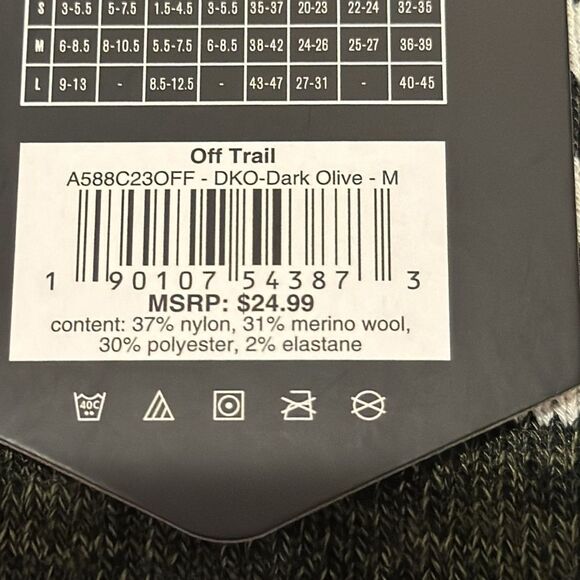 S 3-5.5 5-7.5 1.5-4.5 3-5.5 35-37 20-23 22-24 32-35
M 6-8.5 8-10.5 5.5-7.5 6-8.5 38-42 24-26 25-27 36-39
L 9-13 - 8.5-12.5 - 43-47 27-31 - 40-45
Off Trail
A588C23OFF - DKO-Dark Olive - M
1 90107 54387 3
MSRP: $24.99
content: 37% nylon, 31% merino wool,
30% polyester, 2% elastane
40C